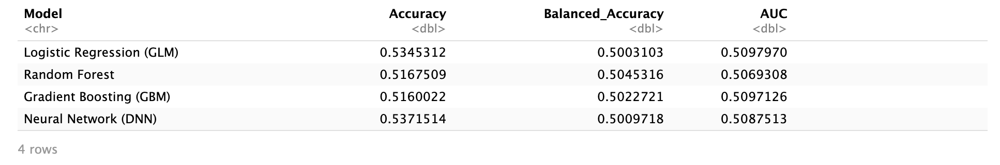 Model Accuracy Balanced_Accuracy AUC
<chr> <dbl> <dbl> <dbl>
Logistic Regression (GLM) 0.5345312 0.5003103 0.5097970
Random Forest 0.5167509 0.5045316 0.5069308
Gradient Boosting (GBM) 0.5160022 0.5022721 0.5097126
Neural Network (DNN) 0.5371514 0.5009718 0.5087513
4 rows